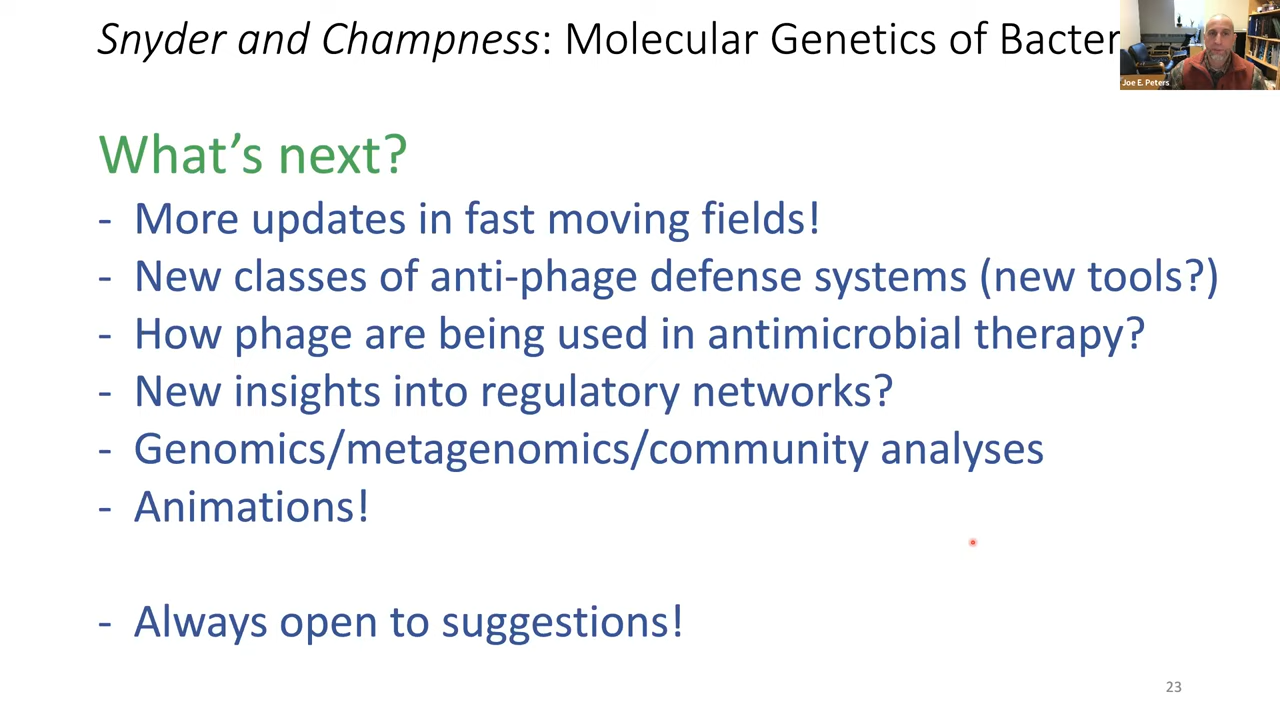 Snyder and Champness: Molecular Genetics of Bacter
Joe E. Peters
What's next?
- More updates in fast moving fields!
- New classes of anti-phage defense systems (new tools?)
- How phage are being used in antimicrobial therapy?
- New insights into regulatory networks?
- Genomics/metagenomics/community analyses
- Animations!
- Always open to suggestions!
23